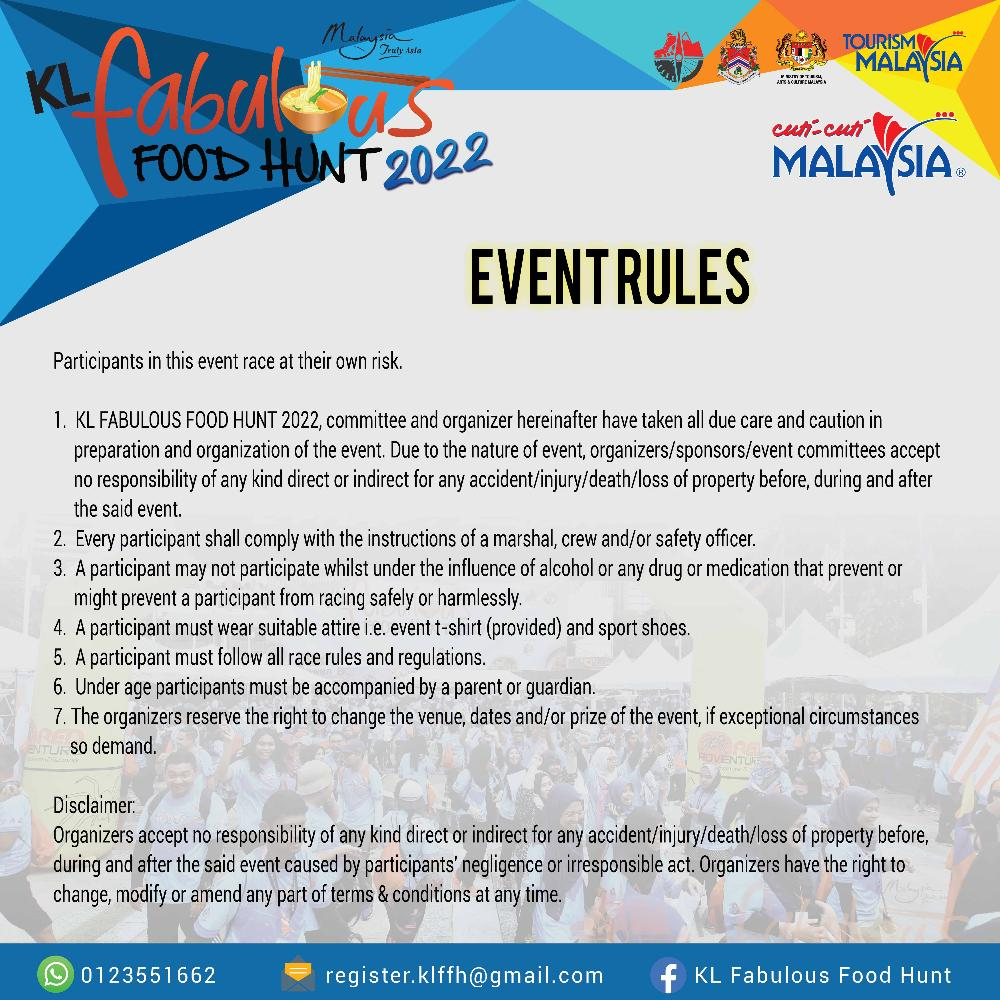 Malaysia
Truly Asia
KL Fabulous
FOOD HUNT 2022
MINISTRY OF TOURISM,
ARTS & CULTURE MALAYSIA
TOURISM
MALAYSIA
cuti-cuti
MALAYSIA®
EVENT RULES
Participants in this event race at their own risk.
1. KL FABULOUS FOOD HUNT 2022, committee and organizer hereinafter have taken all due care and caution in
preparation and organization of the event. Due to the nature of event, organizers/sponsors/event committees accept
no responsibility of any kind direct or indirect for any accident/injury/death/loss of property before, during and after
the said event.
2. Every participant shall comply with the instructions of a marshal, crew and/or safety officer.
3. A participant may not participate whilst under the influence of alcohol or any drug or medication that prevent or
might prevent a participant from racing safely or harmlessly.
4. A participant must wear suitable attire i.e. event t-shirt (provided) and sport shoes.
5. A participant must follow all race rules and regulations.
6. Under age participants must be accompanied by a parent or guardian.
7. The organizers reserve the right to change the venue, dates and/or prize of the event, if exceptional circumstances
so demand.
Disclaimer:
Organizers accept no responsibility of any kind direct or indirect for any accident/injury/death/loss of property before,
during and after the said event caused by participants' negligence or irresponsible act. Organizers have the right to
change, modify or amend any part of terms & conditions at any time.
0123551662
register.klffh@gmail.com
KL Fabulous Food Hunt